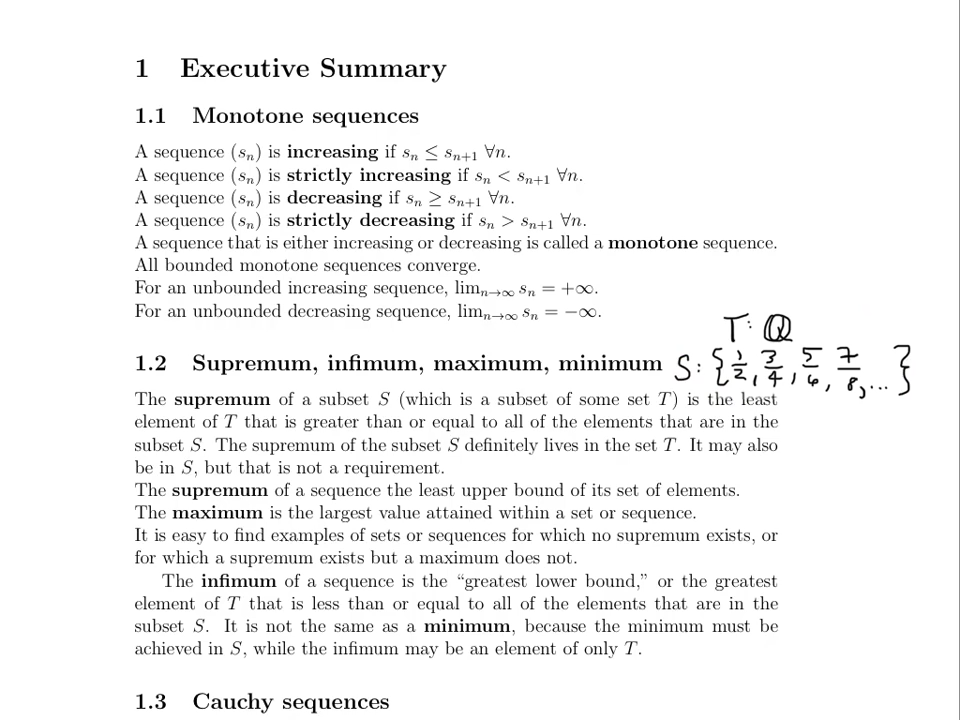 1 Executive Summary
1.1 Monotone sequences
A sequence (sₙ) is increasing if sₙ ≤ sₙ₊₁ ∀n.
A sequence (sₙ) is strictly increasing if sₙ < sₙ₊₁ ∀n.
A sequence (sₙ) is decreasing if sₙ ≥ sₙ₊₁ ∀n.
A sequence (sₙ) is strictly decreasing if sₙ > sₙ₊₁ ∀n.
A sequence that is either increasing or decreasing is called a monotone sequence.
All bounded monotone sequences converge.
For an unbounded increasing sequence, limₙ→∞ sₙ = +∞.
For an unbounded decreasing sequence, limₙ→∞ sₙ = −∞.
T: ℚ
1.2 Supremum, infimum, maximum, minimum
S: {1/2, 3/4, 5/6, 7/8, ... }
The supremum of a subset S (which is a subset of some set T) is the least
element of T that is greater than or equal to all of the elements that are in the
subset S. The supremum of the subset S definitely lives in the set T. It may also
be in S, but that is not a requirement.
The supremum of a sequence the least upper bound of its set of elements.
The maximum is the largest value attained within a set or sequence.
It is easy to find examples of sets or sequences for which no supremum exists, or
for which a supremum exists but a maximum does not.
The infimum of a sequence is the “greatest lower bound,” or the greatest
element of T that is less than or equal to all of the elements that are in the
subset S. It is not the same as a minimum, because the minimum must be
achieved in S, while the infimum may be an element of only T.
1.3 Cauchy sequences